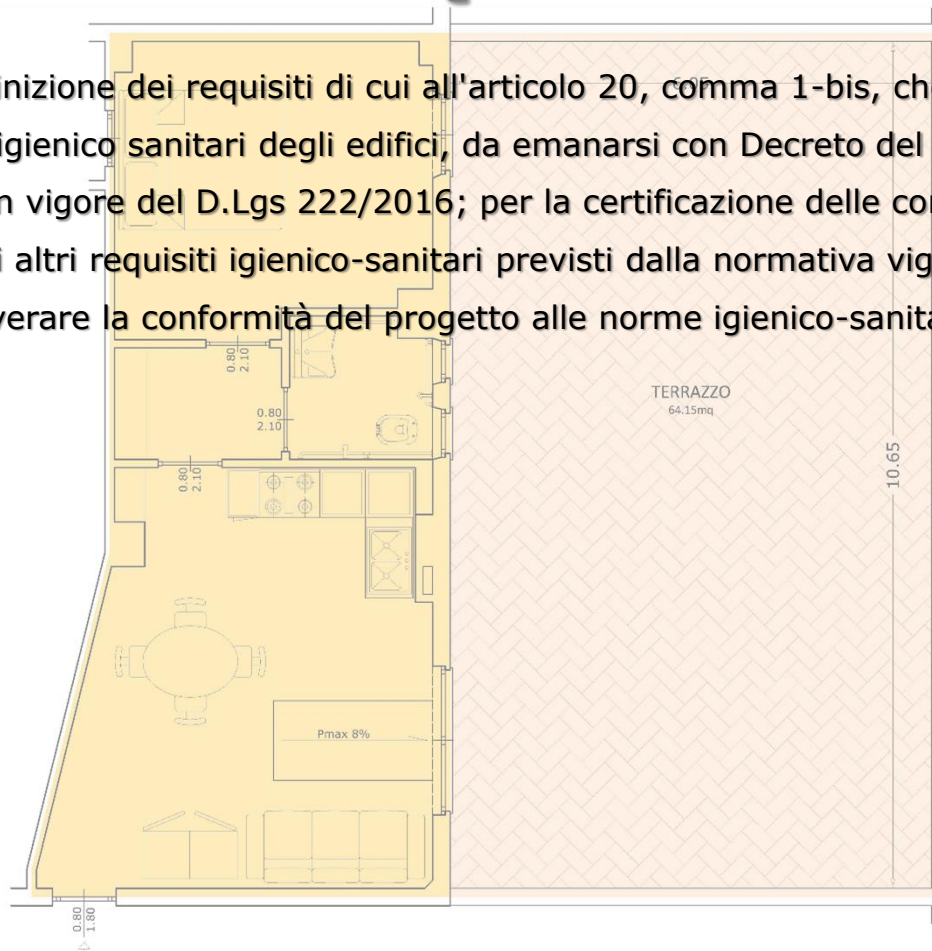 inizione dei requisiti di cui all'articolo 20, comma 1-bis, ch
igienico sanitari degli edifici, da emanarsi con Decreto del
n vigore del D.Lgs 222/2016; per la certificazione delle co
i altri requisiti igienico-sanitari previsti dalla normativa vig
verare la conformità del progetto alle norme igienico-sanita
0.80
2.10
TERRAZZO
64.15mq
0.80
2.10
10.65
0.80
2.10
Pmax 8%
0.80
1.80